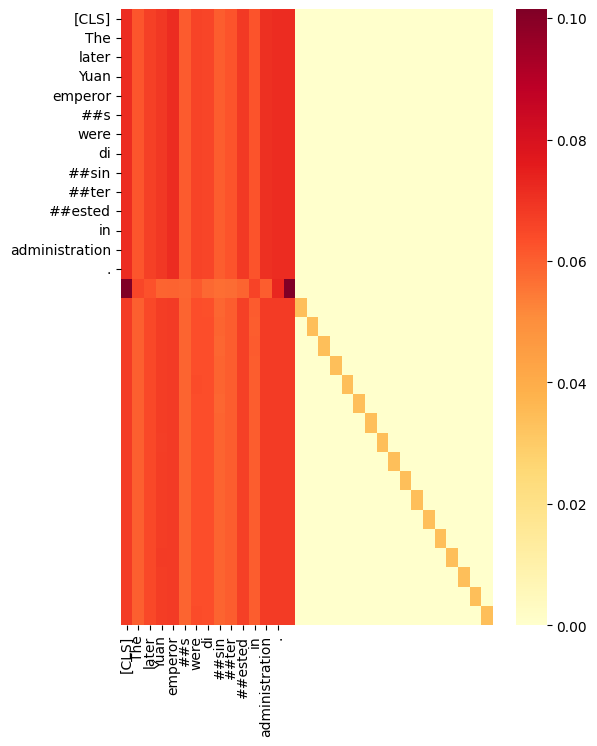 [CLS]
The
later
Yuan
emperor
##s
were
di
##sin
##ter
##ested
in
administration
.
0.10
0.08
0.06
0.04
0.02
0.00
[CLS]
The
later
Yuan
emperor
##s
were
di
##sin
##ter
##ested
in
administration
.